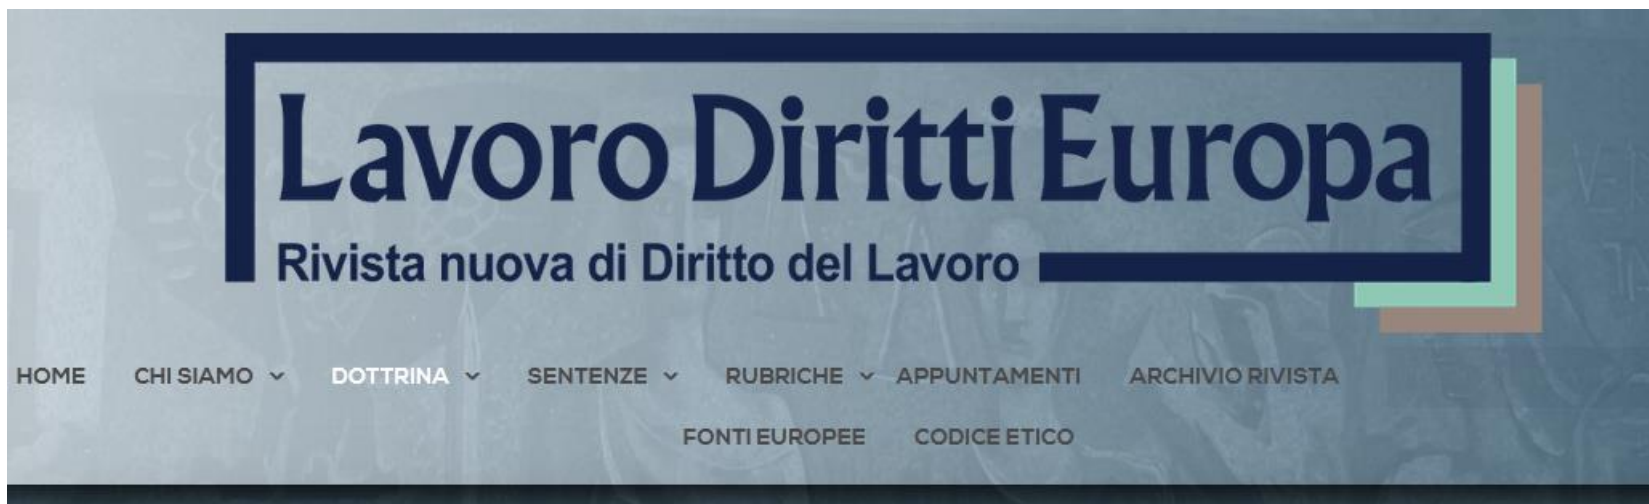 Lavoro Diritti Europa
Rivista nuova di Diritto del Lavoro
HOME CHI SIAMO DOTTRINA SENTENZE RUBRICHE APPUNTAMENTI ARCHIVIO RIVISTA
FONTI EUROPEE CODICE ETICO